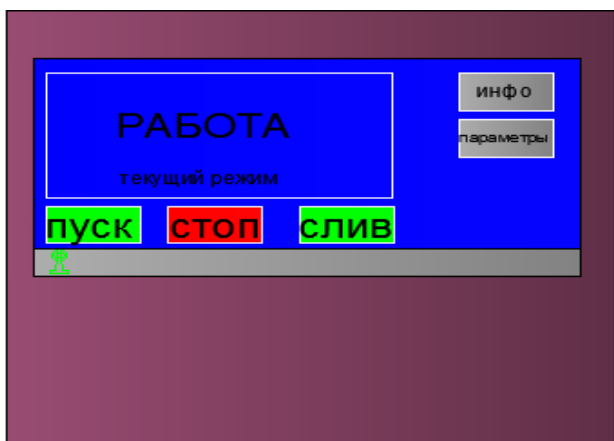 инфо
РАБОТА
параметры
текущий режим
пуск стоп слив